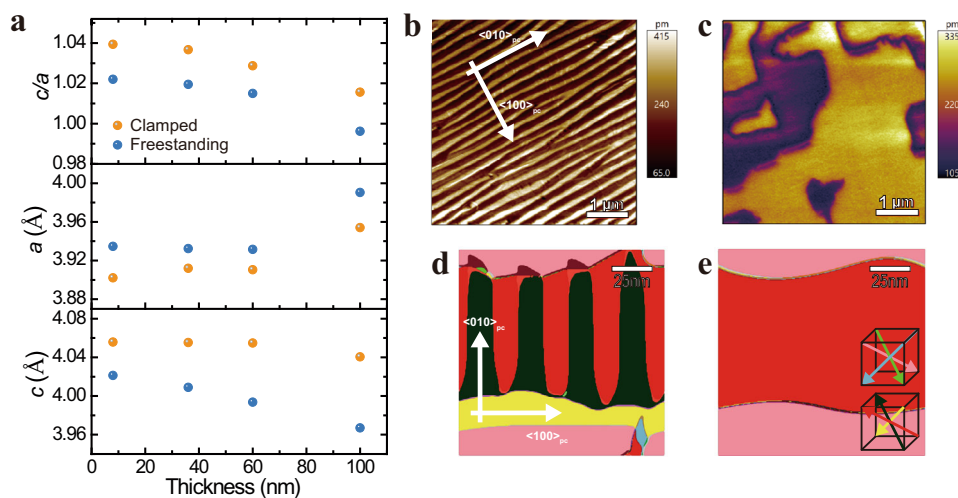 a
c/a
1.04
1.02
1.00
0.98
Clamped
Freestanding
a (Å)
4.00
3.96
3.92
3.88
c (Å)
4.08
4.04
4.00
3.96
0 20 40 60 80 100
Thickness (nm)
b
<010>pc
<100>pc
1 μm
pm
415
240
65.0
c
1 μm
pm
335
220
105
d
25nm
<010>pc
<100>pc
e
25nm